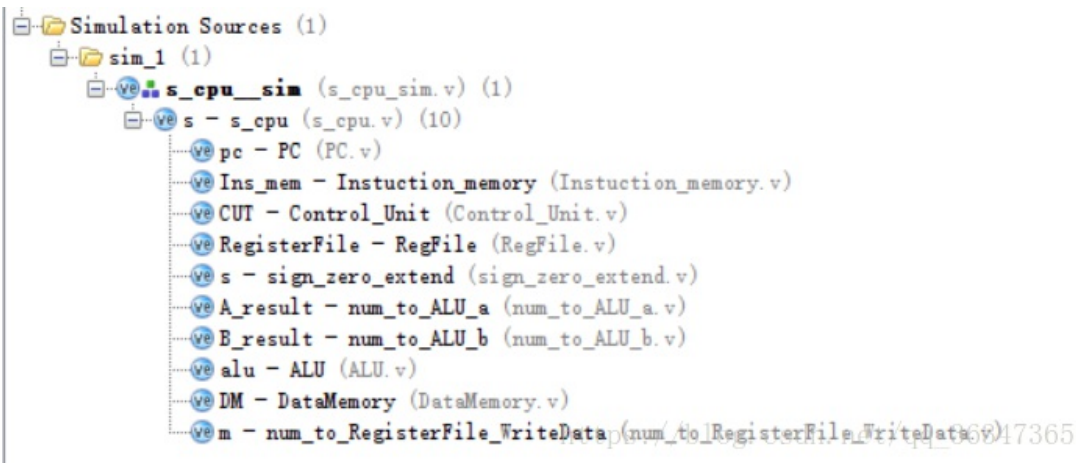 Simulation Sources (1)
sim_1 (1)
s_cpu__sim (s_cpu_sim.v) (1)
s - s_cpu (s_cpu.v) (10)
pc - PC (PC.v)
Ins_mem - Instuction_memory (Instuction_memory.v)
CUT - Control_Unit (Control_Unit.v)
RegisterFile - RegFile (RegFile.v)
s - sign_zero_extend (sign_zero_extend.v)
A_result - num_to_ALU_a (num_to_ALU_a.v)
B_result - num_to_ALU_b (num_to_ALU_b.v)
alu - ALU (ALU.v)
DM - DataMemory (DataMemory.v)
m - num_to_RegisterFile_WriteData (num_to_RegisterFile_WriteData.v)